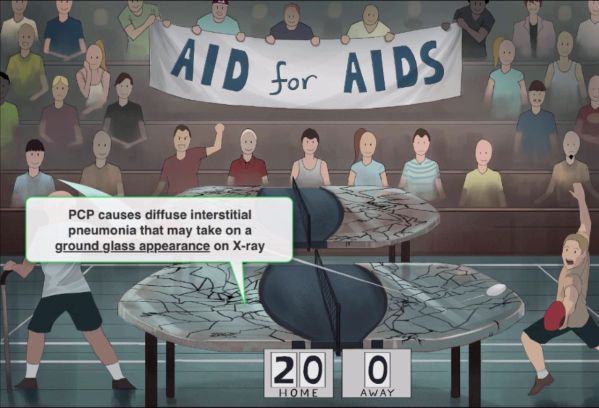 AID for AIDS
PCP causes diffuse interstitial
pneumonia that may take on a
ground glass appearance on X-ray
20 0
HOME AWAY